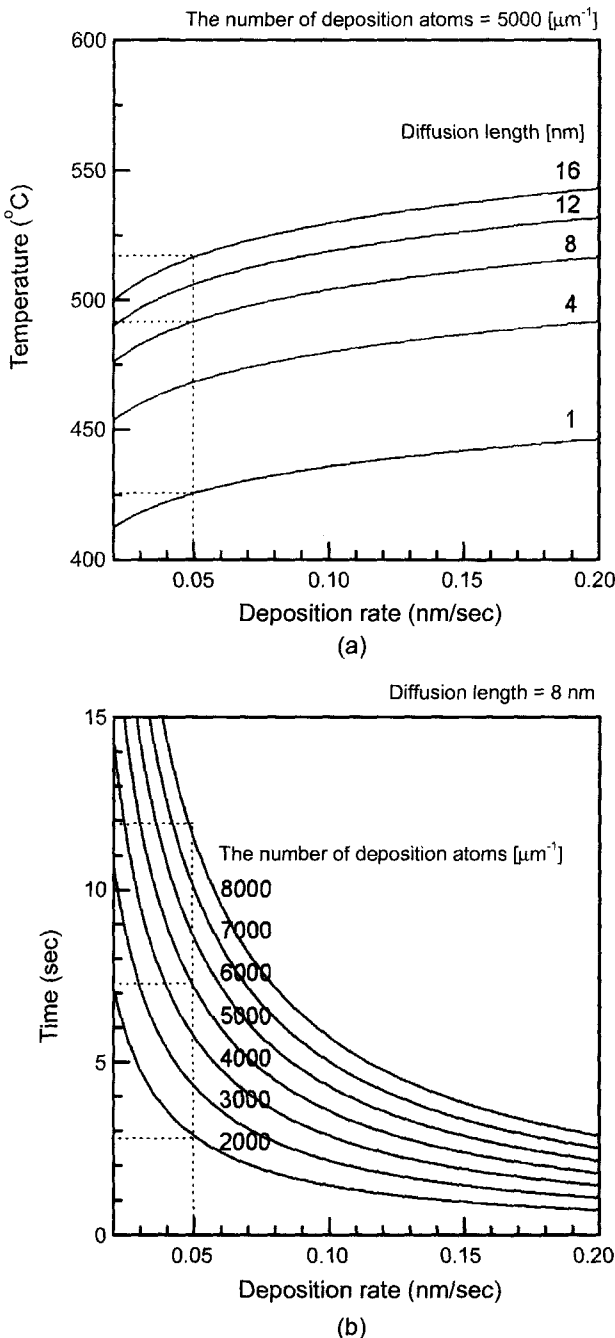 The number of deposition atoms = 5000 [μm⁻¹]
600
550
500
450
400
Temperature (°C)
Diffusion length [nm]
16
12
8
4
1
0.05
0.10
0.15
0.20
Deposition rate (nm/sec)
(a)
Diffusion length = 8 nm
15
10
5
0
Time (sec)
The number of deposition atoms [μm⁻¹]
8000
7000
6000
5000
4000
3000
2000
0.05
0.10
0.15
0.20
Deposition rate (nm/sec)
(b)